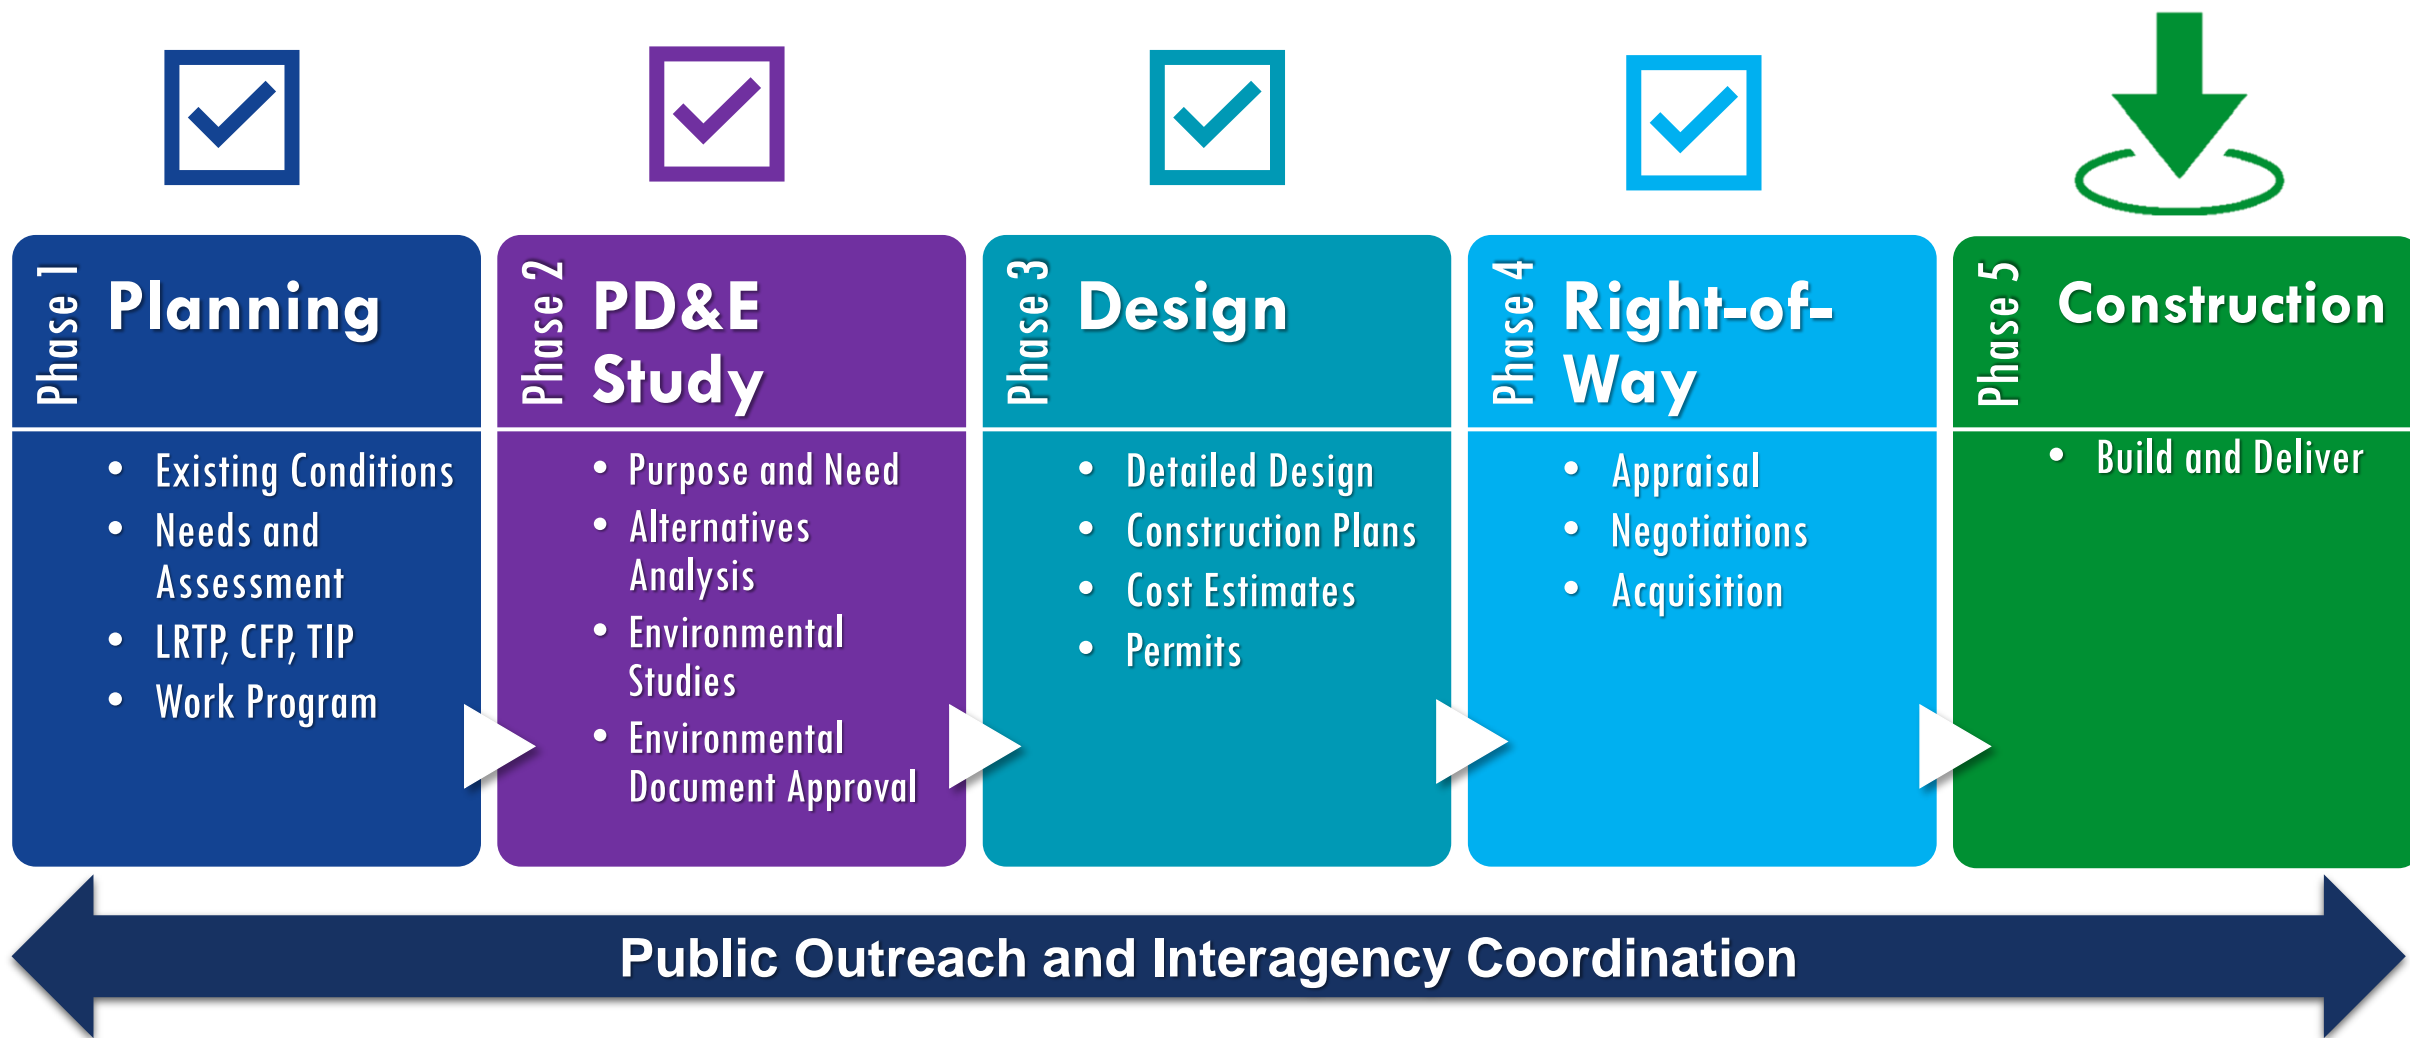 Phase 1
Planning
• Existing Conditions
• Needs and
Assessment
• LRTP, CFP, TIP
• Work Program
Phase 2
PD&E
Study
• Purpose and Need
• Alternatives
Analysis
• Environmental
Studies
• Environmental
Document Approval
Phase 3
Design
• Detailed Design
• Construction Plans
• Cost Estimates
• Permits
Phase 4
Right-of-
Way
• Appraisal
• Negotiations
• Acquisition
Phase 5
Construction
• Build and Deliver
Public Outreach and Interagency Coordination